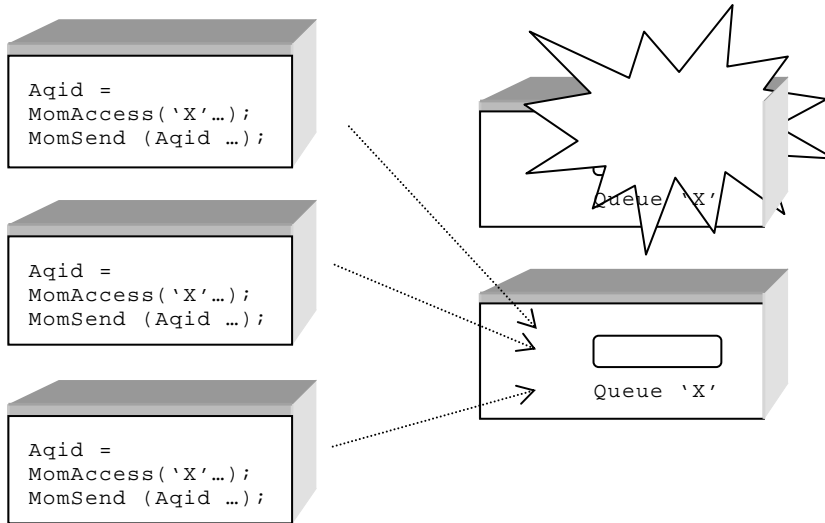 Aqid =
MomAccess(‘X’…);
MomSend (Aqid …);
Queue ‘X’
Aqid =
MomAccess(‘X’…);
MomSend (Aqid …);
Queue ‘X’
Aqid =
MomAccess(‘X’…);
MomSend (Aqid …);